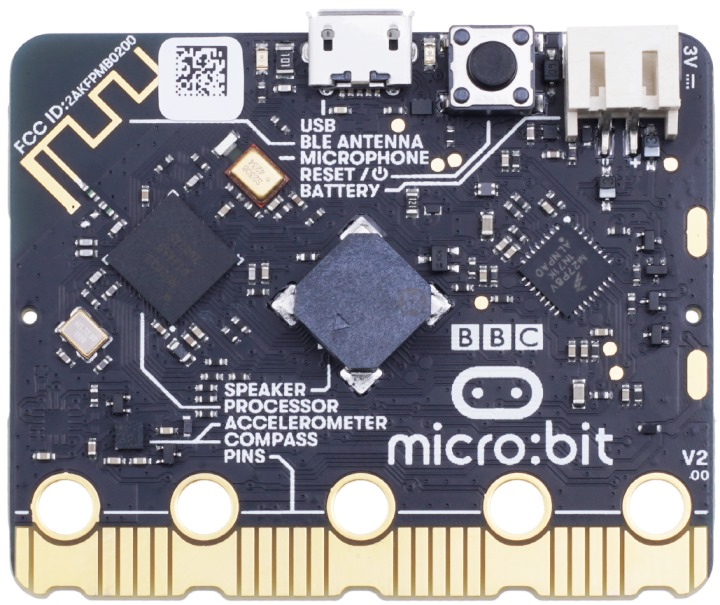 FCC ID:2AKFPMB0200
3V
USB
BLE ANTENNA
MICROPHONE
RESET /
BATTERY
BBC
SPEAKER
PROCESSOR
ACCELEROMETER
COMPASS
PINS
micro:bit
V2
.00